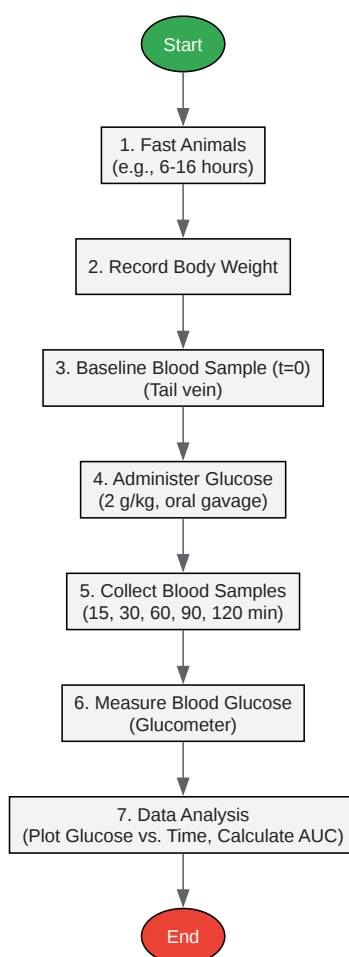 Start
1. Fast Animals
(e.g., 6-16 hours)
2. Record Body Weight
3. Baseline Blood Sample (t=0)
(Tail vein)
4. Administer Glucose
(2 g/kg, oral gavage)
5. Collect Blood Samples
(15, 30, 60, 90, 120 min)
6. Measure Blood Glucose
(Glucometer)
7. Data Analysis
(Plot Glucose vs. Time, Calculate AUC)
End